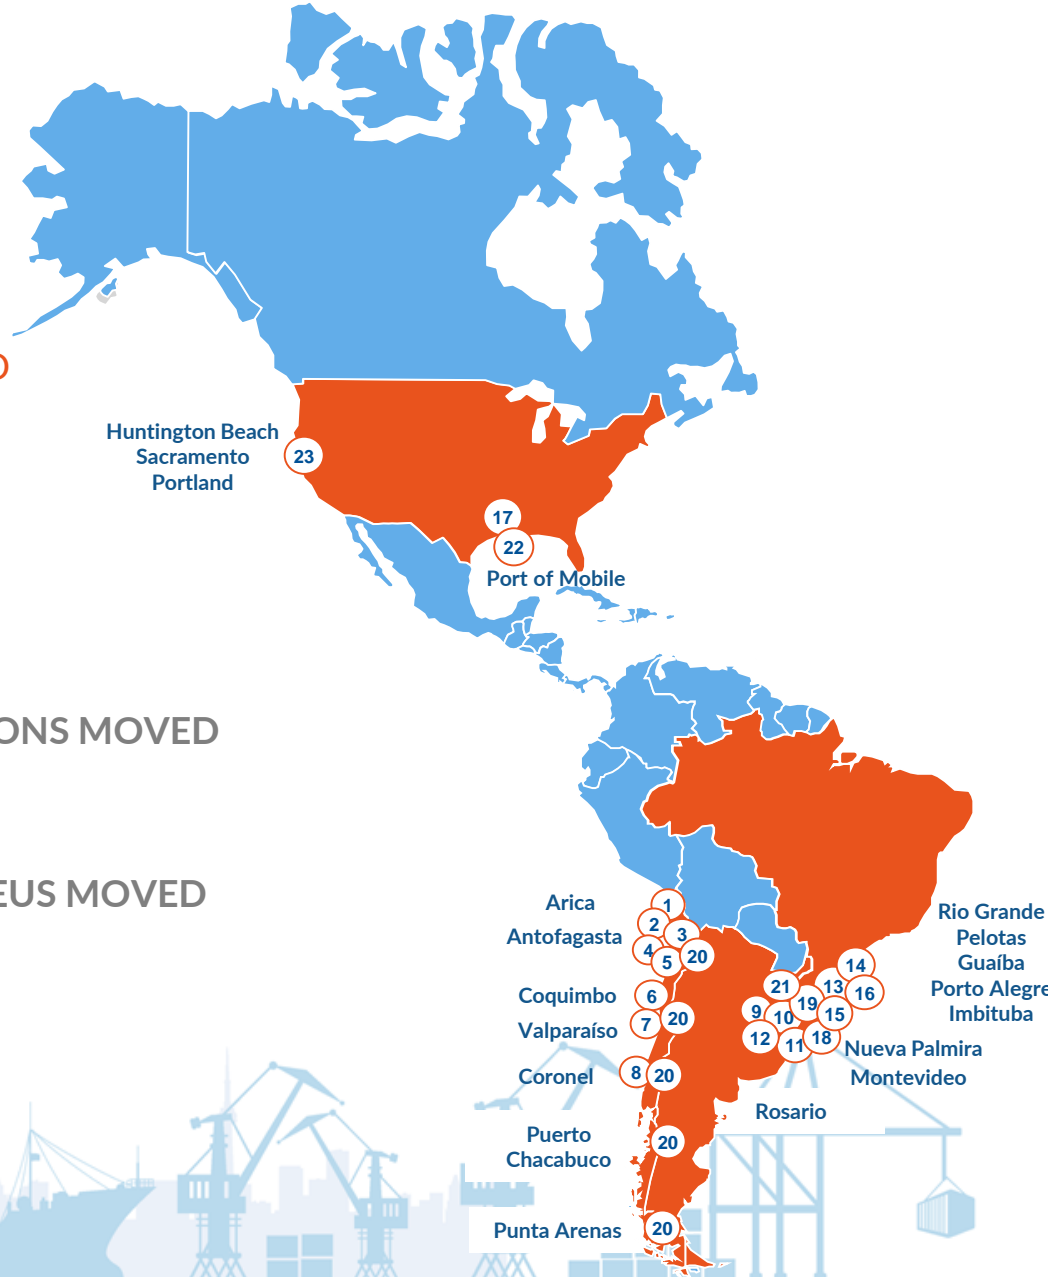 D
Huntington Beach
Sacramento
Portland
23
17
22
Port of Mobile
ONS MOVED
EUS MOVED
Arica
1
2
Antofagasta
3
4
5
20
Coquimbo
6
Valparaíso
7
20
Coronel
8
20
Puerto
Chacabuco
20
Punta Arenas
20
Rio Grande
Pelotas
Guaíba
Porto Alegre
Imbituba
14
21
13
16
9
10
19
15
12
11
18
Nueva Palmira
Montevideo
Rosario